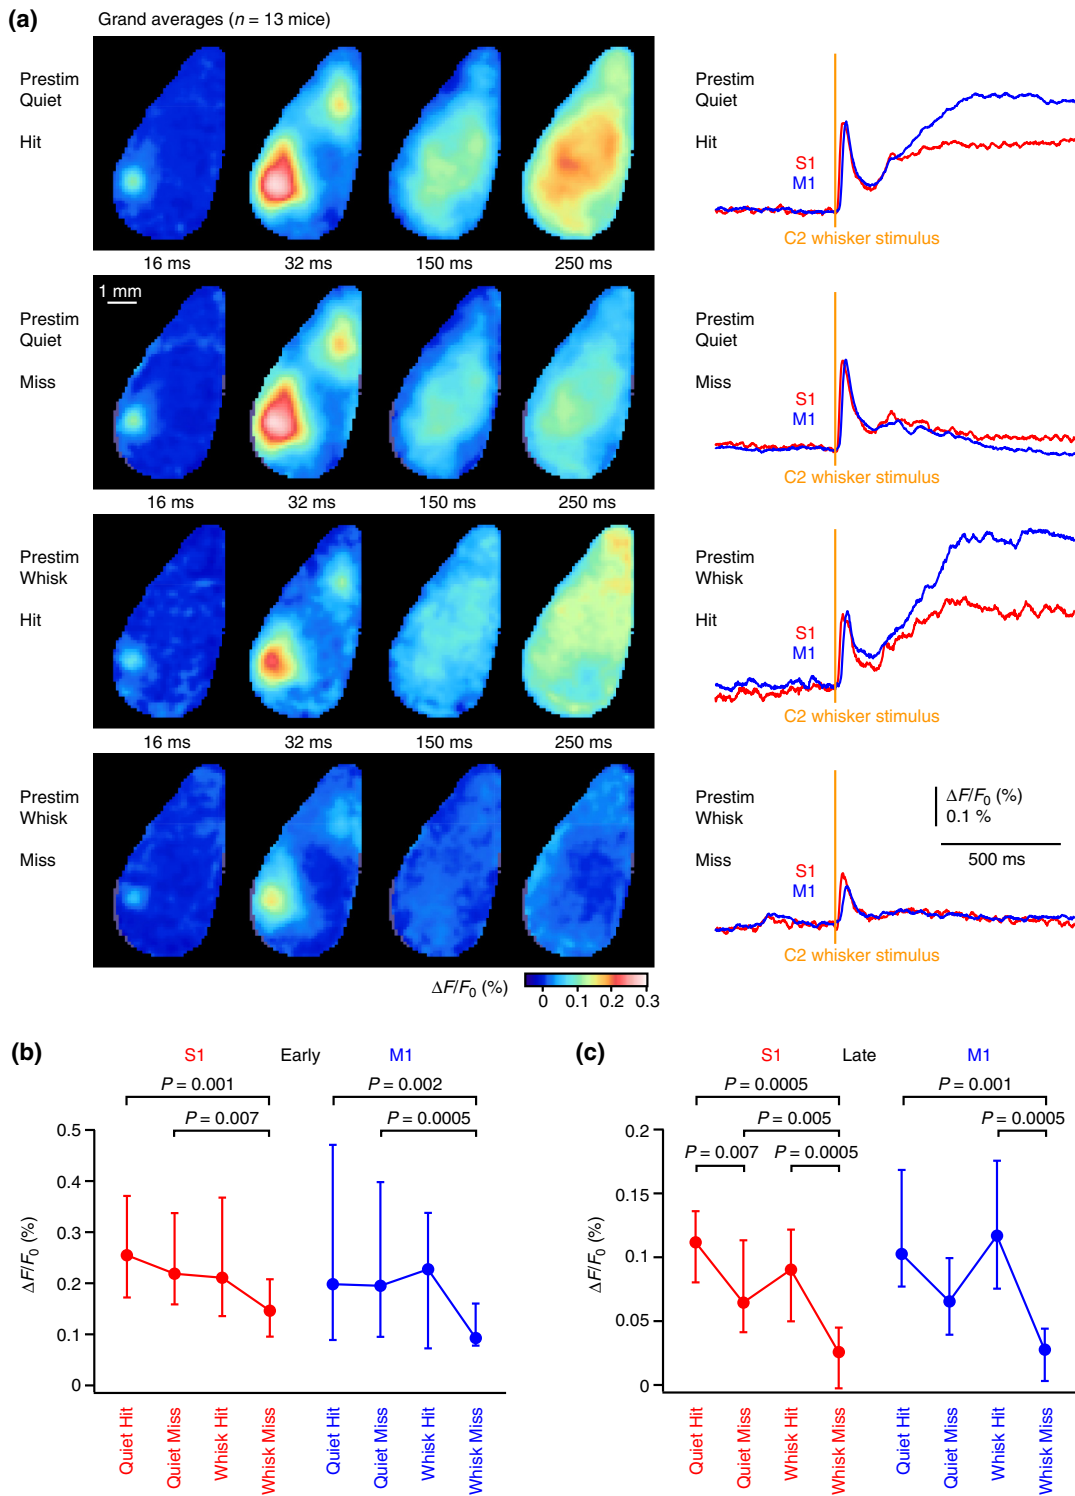 (a)
Grand averages (n = 13 mice)
Prestim
Quiet
Hit
16 ms
32 ms
150 ms
250 ms
Prestim
Quiet
Hit
S1
M1
C2 whisker stimulus
1 mm
Prestim
Quiet
Miss
16 ms
32 ms
150 ms
250 ms
Prestim
Quiet
Miss
S1
M1
C2 whisker stimulus
Prestim
Whisk
Hit
16 ms
32 ms
150 ms
250 ms
Prestim
Whisk
Hit
S1
M1
C2 whisker stimulus
Prestim
Whisk
Miss
Prestim
Whisk
Miss
ΔF/F0 (%)
0.1 %
500 ms
S1
M1
C2 whisker stimulus
ΔF/F0 (%)
0
0.1
0.2
0.3
(b)
S1
Early
M1
P = 0.001
P = 0.002
P = 0.007
P = 0.0005
0.5
0.4
0.3
0.2
0.1
0
ΔF/F0 (%)
Quiet Hit
Quiet Miss
Whisk Hit
Whisk Miss
Quiet Hit
Quiet Miss
Whisk Hit
Whisk Miss
(c)
S1
Late
M1
P = 0.0005
P = 0.001
P = 0.005
P = 0.0005
P = 0.007
P = 0.0005
0.2
0.15
0.1
0.05
0
ΔF/F0 (%)
Quiet Hit
Quiet Miss
Whisk Hit
Whisk Miss
Quiet Hit
Quiet Miss
Whisk Hit
Whisk Miss